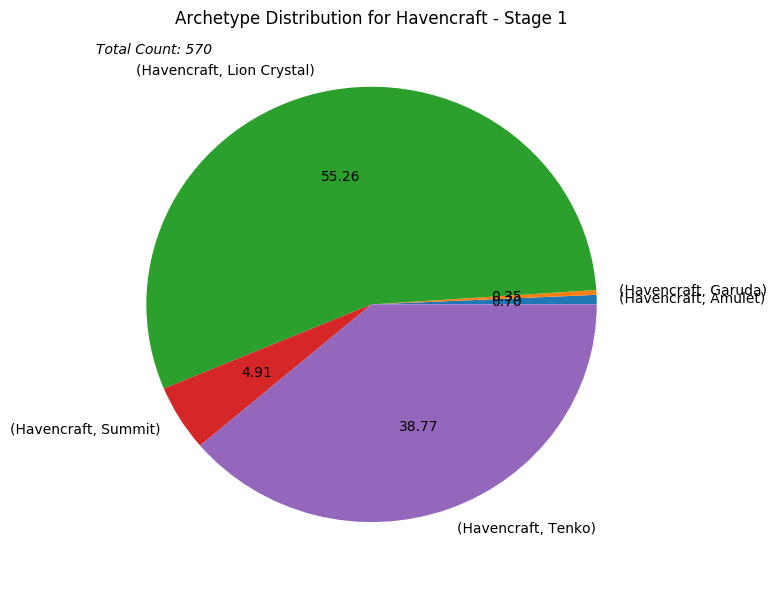 Archetype Distribution for Havencraft - Stage 1
Total Count: 570
(Havencraft, Lion Crystal)
55.26
(Havencraft, Garuda)
0.35
(Havencraft, Amulet)
0.70
4.91
(Havencraft, Summit)
38.77
(Havencraft, Tenko)